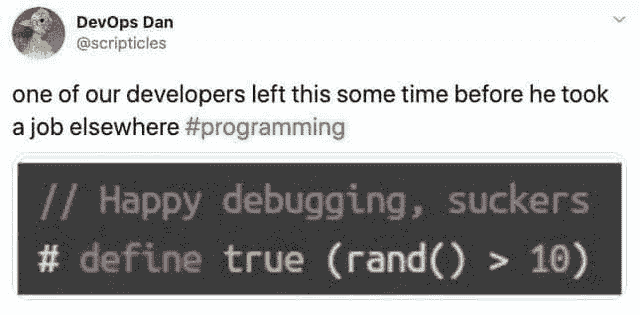 DevOps Dan
@scripticles
one of our developers left this some time before he took
a job elsewhere #programming
// Happy debugging, suckers
# define true (rand() > 10)